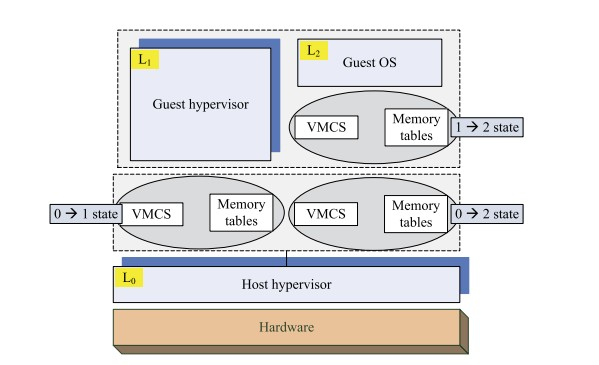 L₁
L₂
Guest OS
Guest hypervisor
VMCS
Memory
tables
1 → 2 state
0 → 1 state
VMCS
Memory
tables
VMCS
Memory
tables
0 → 2 state
L₀
Host hypervisor
Hardware